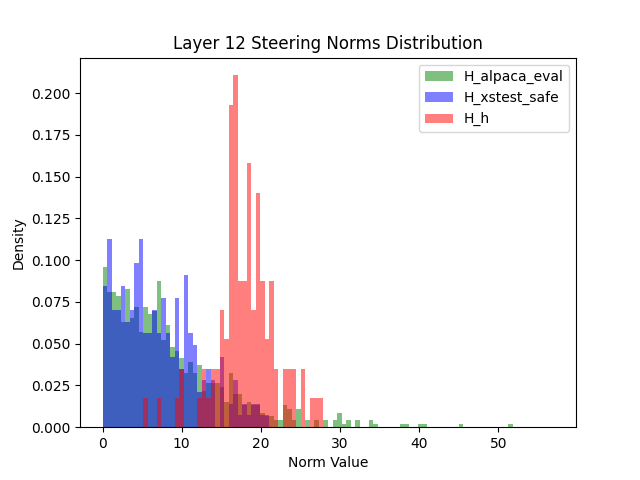 Layer 12 Steering Norms Distribution
H_alpaca_eval
H_xstest_safe
H_h
Density
0.200
0.175
0.150
0.125
0.100
0.075
0.050
0.025
0.000
0 10 20 30 40 50
Norm Value